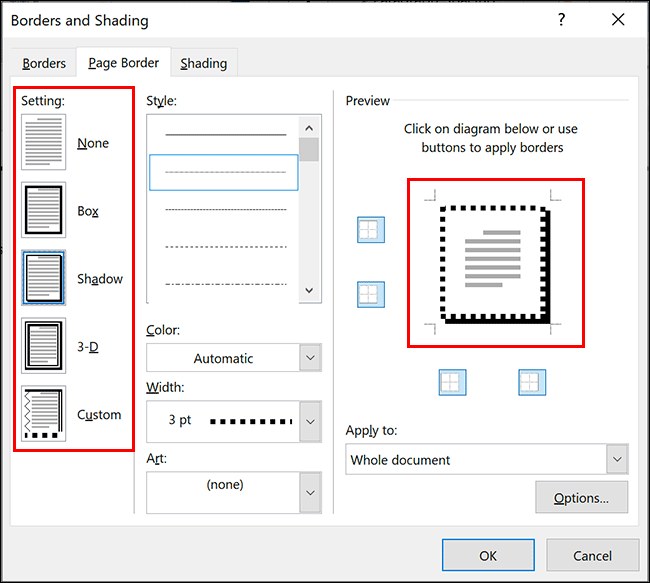 Borders and Shading
?
Borders
Page Border
Shading
Setting:
None
Box
Shadow
3-D
Custom
Style:
Color:
Automatic
Width:
3 pt
Art:
(none)
Preview
Click on diagram below or use
buttons to apply borders
Apply to:
Whole document
Options...
OK
Cancel